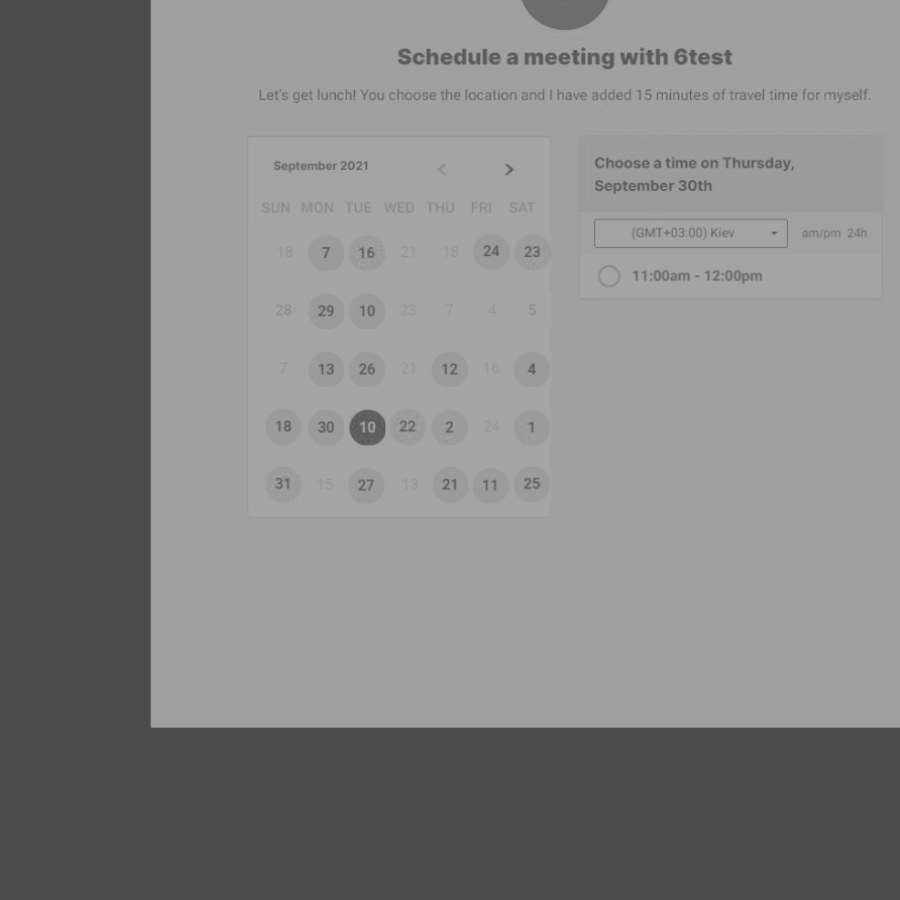 Schedule a meeting with 6test
Let's get lunch! You choose the location and I have added 15 minutes of travel time for myself.
September 2021
SUN MON TUE WED THU FRI SAT
18 7 16 21 18 24 23
28 29 10 23 7 4 5
7 13 26 21 12 16 4
18 30 10 22 2 24 1
31 15 27 13 21 11 25
Choose a time on Thursday,
September 30th
(GMT+03:00) Kiev am/pm 24h
11:00am - 12:00pm